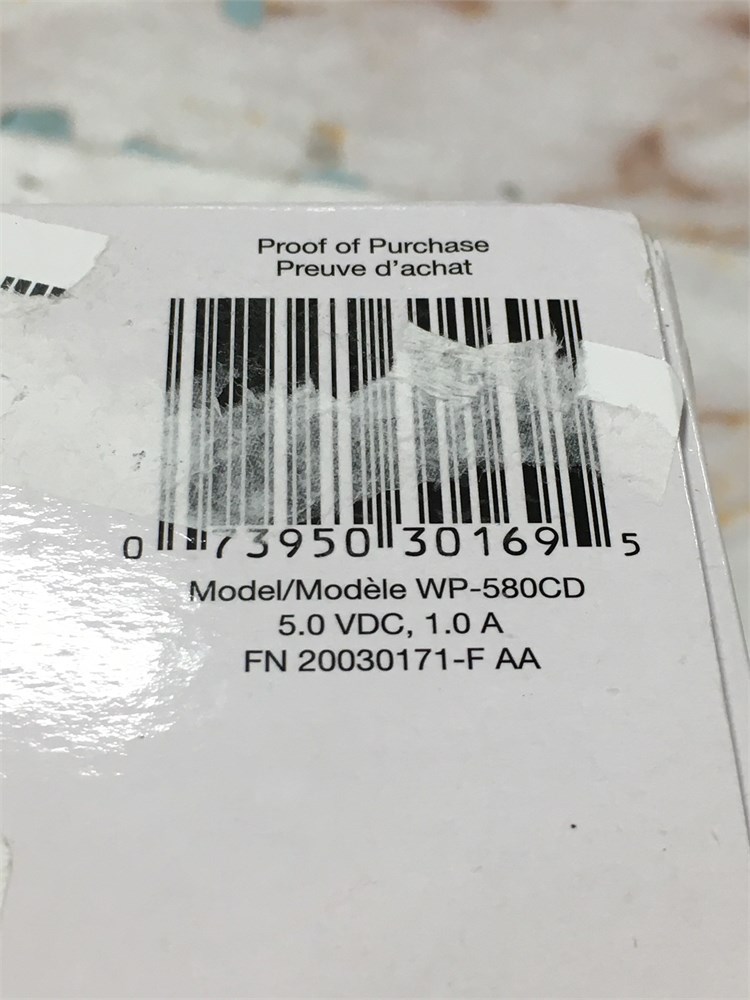 Proof of Purchase
Preuve d'achat
0 73950 30169 5
Model/Modèle WP-580CD
5.0 VDC, 1.0 A
FN 20030171-F AA